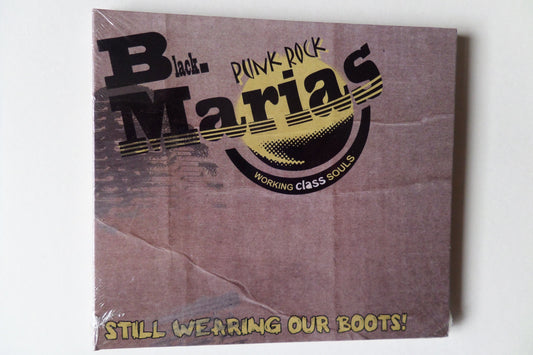 Black
PUNK ROCK
Marias
WORKING class SOULS
STILL WEARING OUR BOOTS!